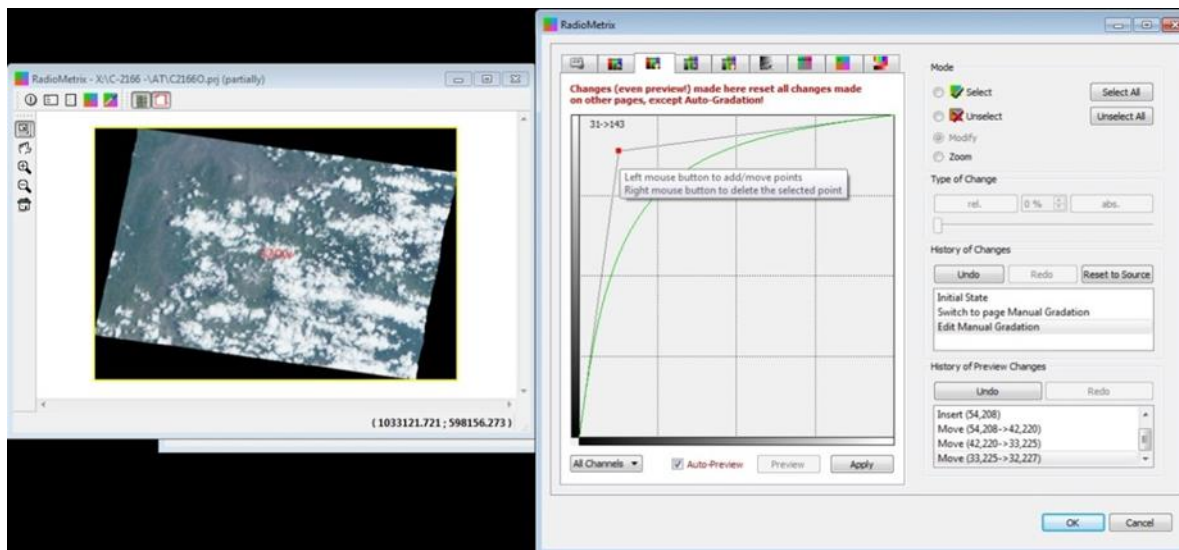 RadioMetrix - X:\C-2166 -\AT\C2166O.prj (partially)
(1033121.721 ; 598156.273)
RadioMetrix
Changes (even preview!) made here reset all changes made
on other pages, except Auto-Gradation!
31->143
Left mouse button to add/move points
Right mouse button to delete the selected point
All Channels
Auto-Preview
Preview
Apply
Mode
Select
Select All
Unselect
Unselect All
Modify
Zoom
Type of Change
rel.
0 %
abs.
History of Changes
Undo
Redo
Reset to Source
Initial State
Switch to page Manual Gradation
Edit Manual Gradation
History of Preview Changes
Undo
Redo
Insert (54,208)
Move (54,208->42,220)
Move (42,220->33,225)
Move (33,225->32,227)
OK
Cancel